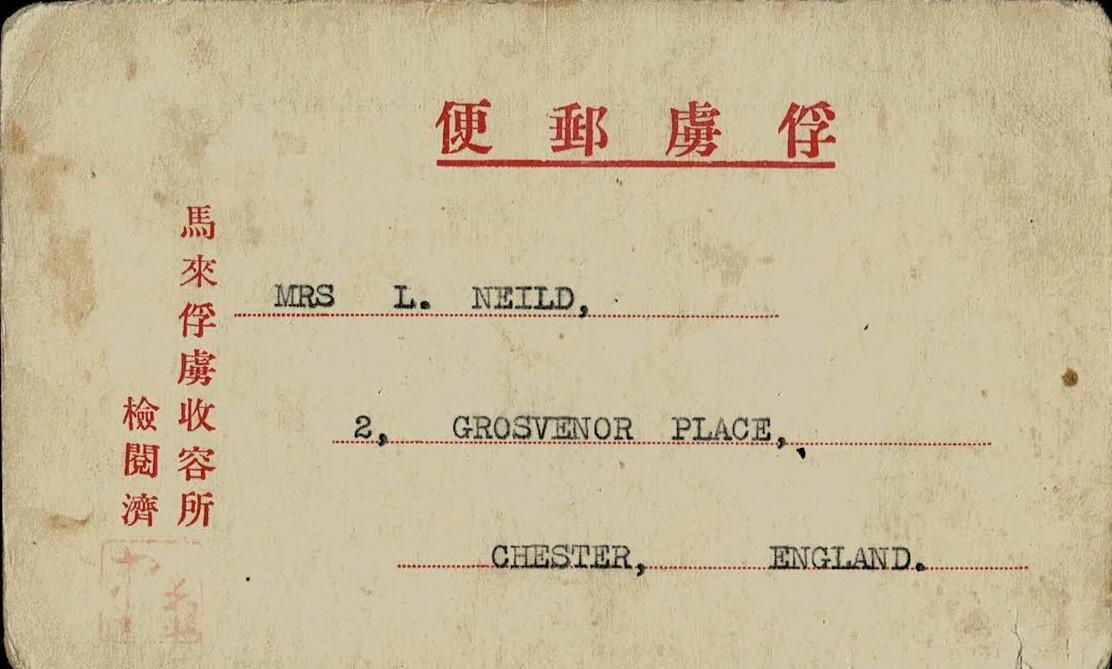 俘虜郵便
馬來俘虜收容所
檢閱濟
MRS L. NEILD,
2, GROSVENOR PLACE,
CHESTER, ENGLAND.